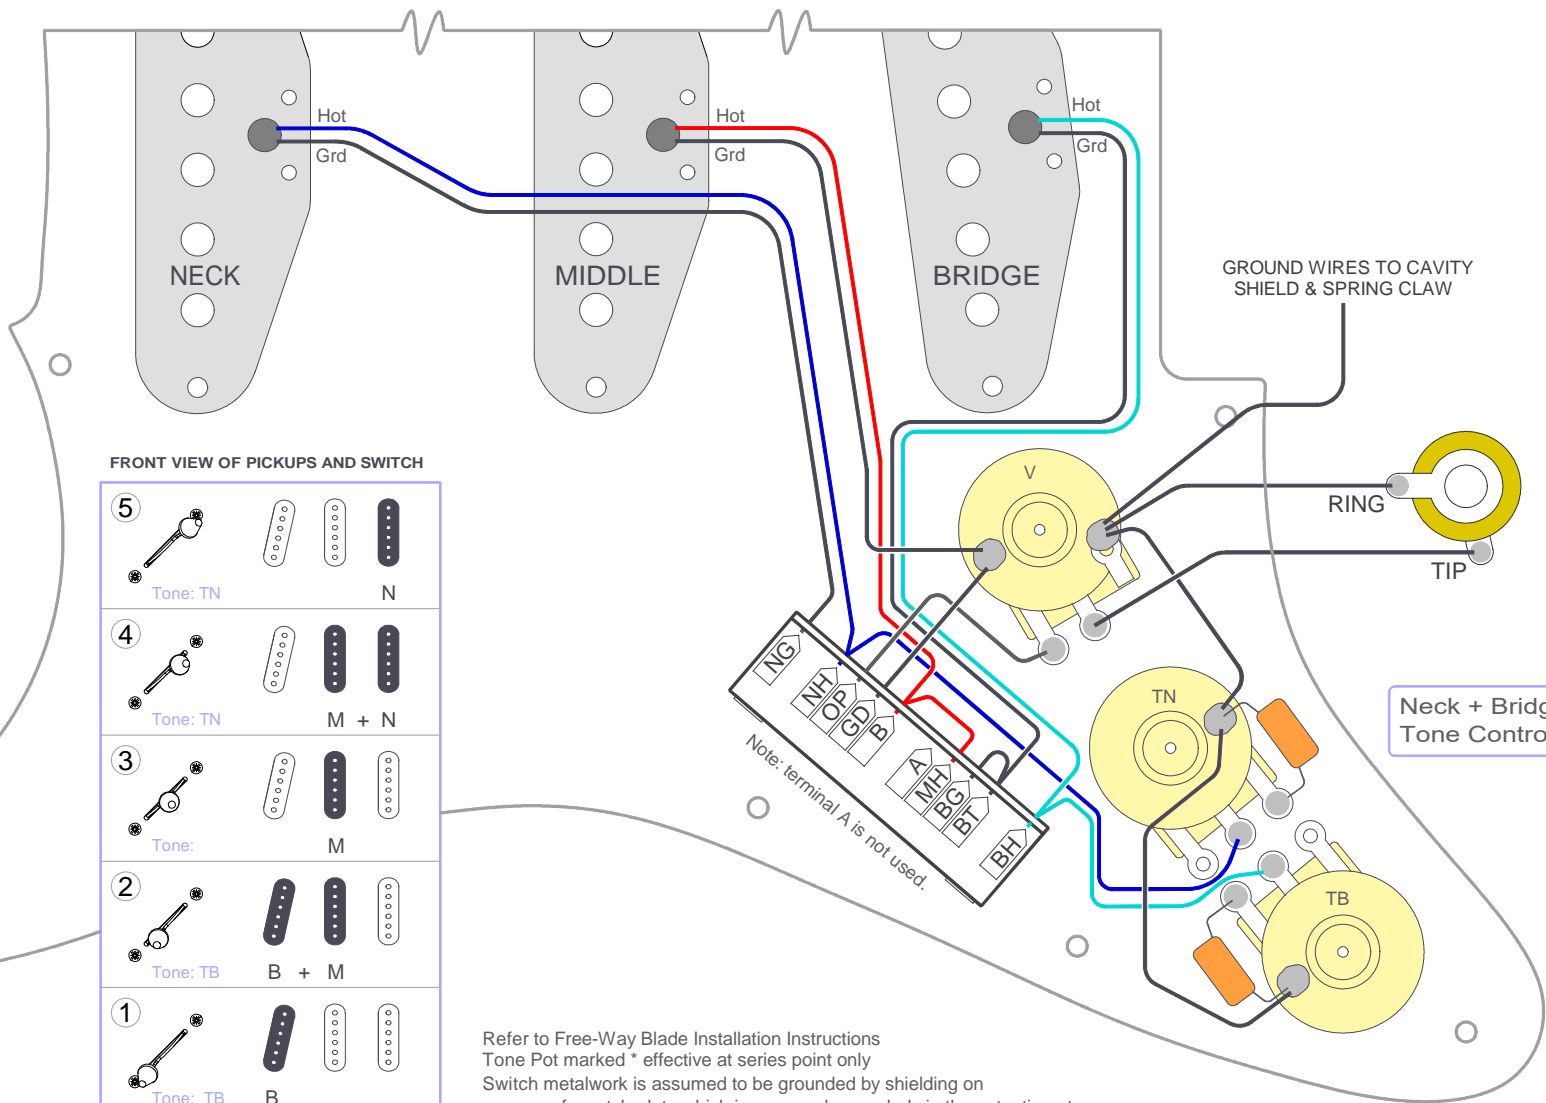 Hot
Grd
Hot
Grd
Hot
Grd
NECK
MIDDLE
BRIDGE
GROUND WIRES TO CAVITY
SHIELD & SPRING CLAW
RING
TIP
V
TN
TB
Neck +
Tone
NG
NH
OP
GD
B
A
MH
BG
BT
BH
Note: terminal A is not used.
FRONT VIEW OF PICKUPS AND SWITCH
5
Tone: TN
N
4
Tone: TN
M + N
3
Tone:
M
2
Tone: TB
B + M
1
Tone: TB
B
Refer to Free-Way Blade Installation Instructions
Tone Pot marked * effective at series point only
Switch metalwork is assumed to be grounded by shielding on